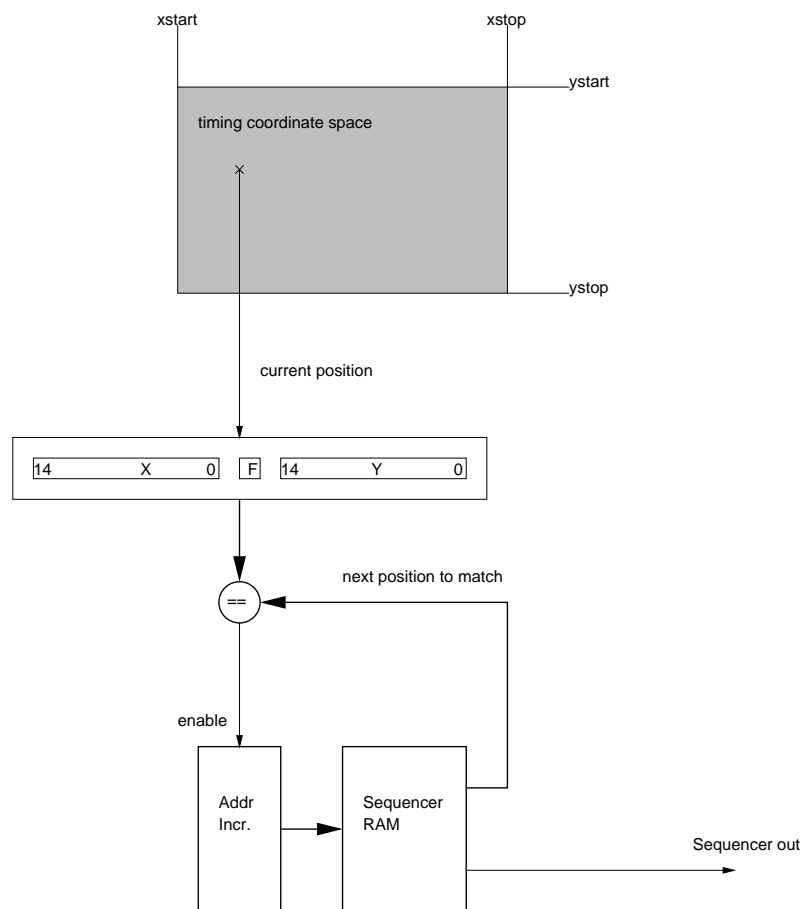 xstart
xstop
ystart
timing coordinate space
ystop
current position
14 X 0 F 14 Y 0
next position to match
==
enable
Addr
Incr.
Sequencer
RAM
Sequencer out